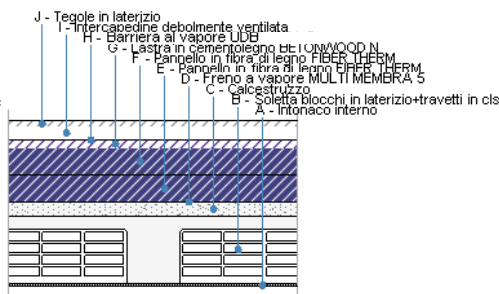 J - Tegole in laterizio
I - Intercapedine debolmente ventilata
H - Barriera al vapore UDB
G - Lastra in cementolegno BETONWOOD N
F - Pannello in fibra di legno FIBER THERM
E - Pannello in fibra di legno FIBER THERM
D - Freno a vapore MULTI MEMBRA 5
C - Calcestruzzo
B - Soletta blocchi in laterizio+travetti in cls
A - Intonaco interno